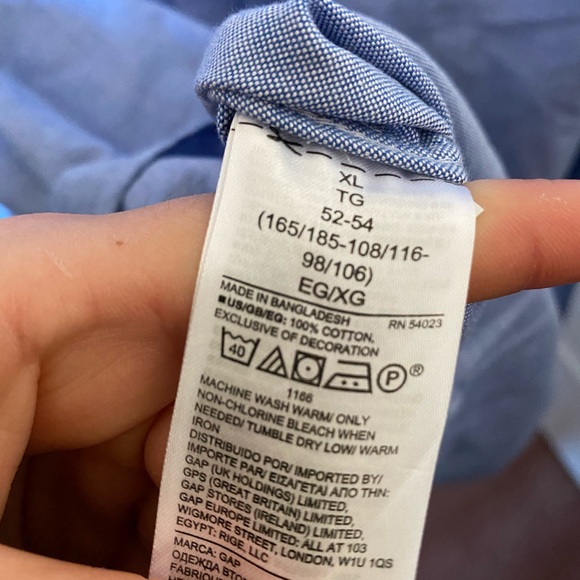 XL
TG
52-54
(165/185-108/116-
98/106)
EG/XG
MADE IN BANGLADESH RN 54023
■ US/GB/EG: 100% COTTON.
EXCLUSIVE OF DECORATION
40 P ®
1166
MACHINE WASH WARM/ ONLY
NON-CHLORINE BLEACH WHEN
NEEDED/ TUMBLE DRY LOW/ WARM
IRON
DISTRIBUIDO POR/ IMPORTED BY/
IMPORTE PAR/ ΕΙΣΑΓΕΤΑΙ ΑΠΟ ΤΗΝ:
GAP (UK HOLDINGS) LIMITED,
GPS (GREAT BRITAIN) LIMITED,
GAP STORES (IRELAND) LIMITED,
GAP EUROPE LIMITED: ALL AT 103
WIGMORE STREET, LONDON, W1U 1QS
EGYPT: RIGE, LLC
MARCA: GAP
ОДЕЖДА
FABRIQUÉ